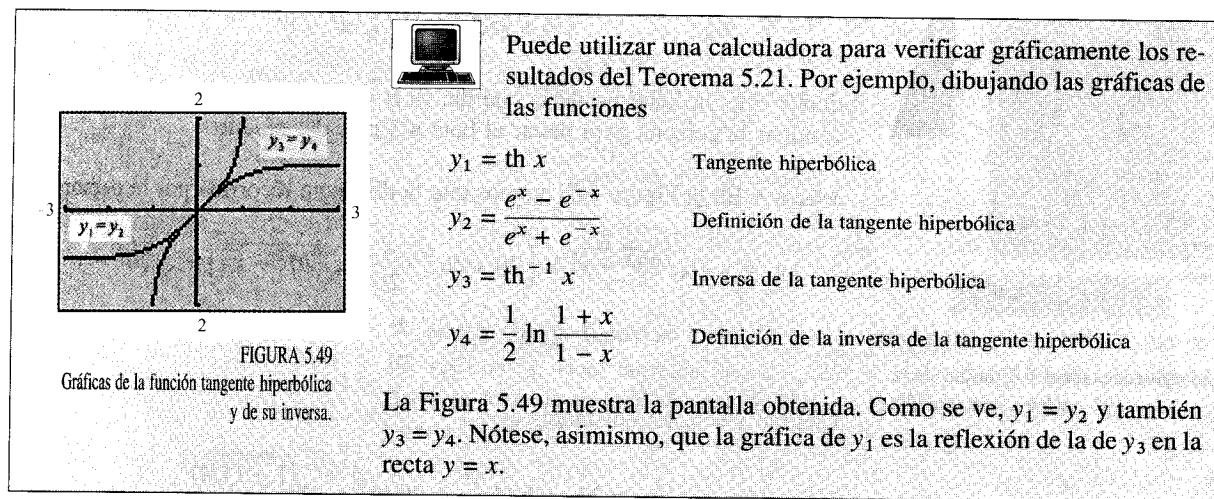 Puede utilizar una calculadora para verificar gráficamente los re-
sultados del Teorema 5.21. Por ejemplo, dibujando las gráficas de
las funciones
y₁ = th x Tangente hiperbólica
y₂ = \frac{e^x − e^{−x}}{e^x + e^{−x}} Definición de la tangente hiperbólica
y₃ = th⁻¹ x Inversa de la tangente hiperbólica
y₄ = \frac{1}{2} ln \frac{1 + x}{1 − x} Definición de la inversa de la tangente hiperbólica
2
y₃ = y₄
-3
3
y₁ = y₂
2
FIGURA 5.49
Gráficas de la función tangente hiperbólica
y de su inversa.
La Figura 5.49 muestra la pantalla obtenida. Como se ve, y₁ = y₂ y también
y₃ = y₄. Nótese, asimismo, que la gráfica de y₁ es la reflexión de la de y₃ en la
recta y = x.